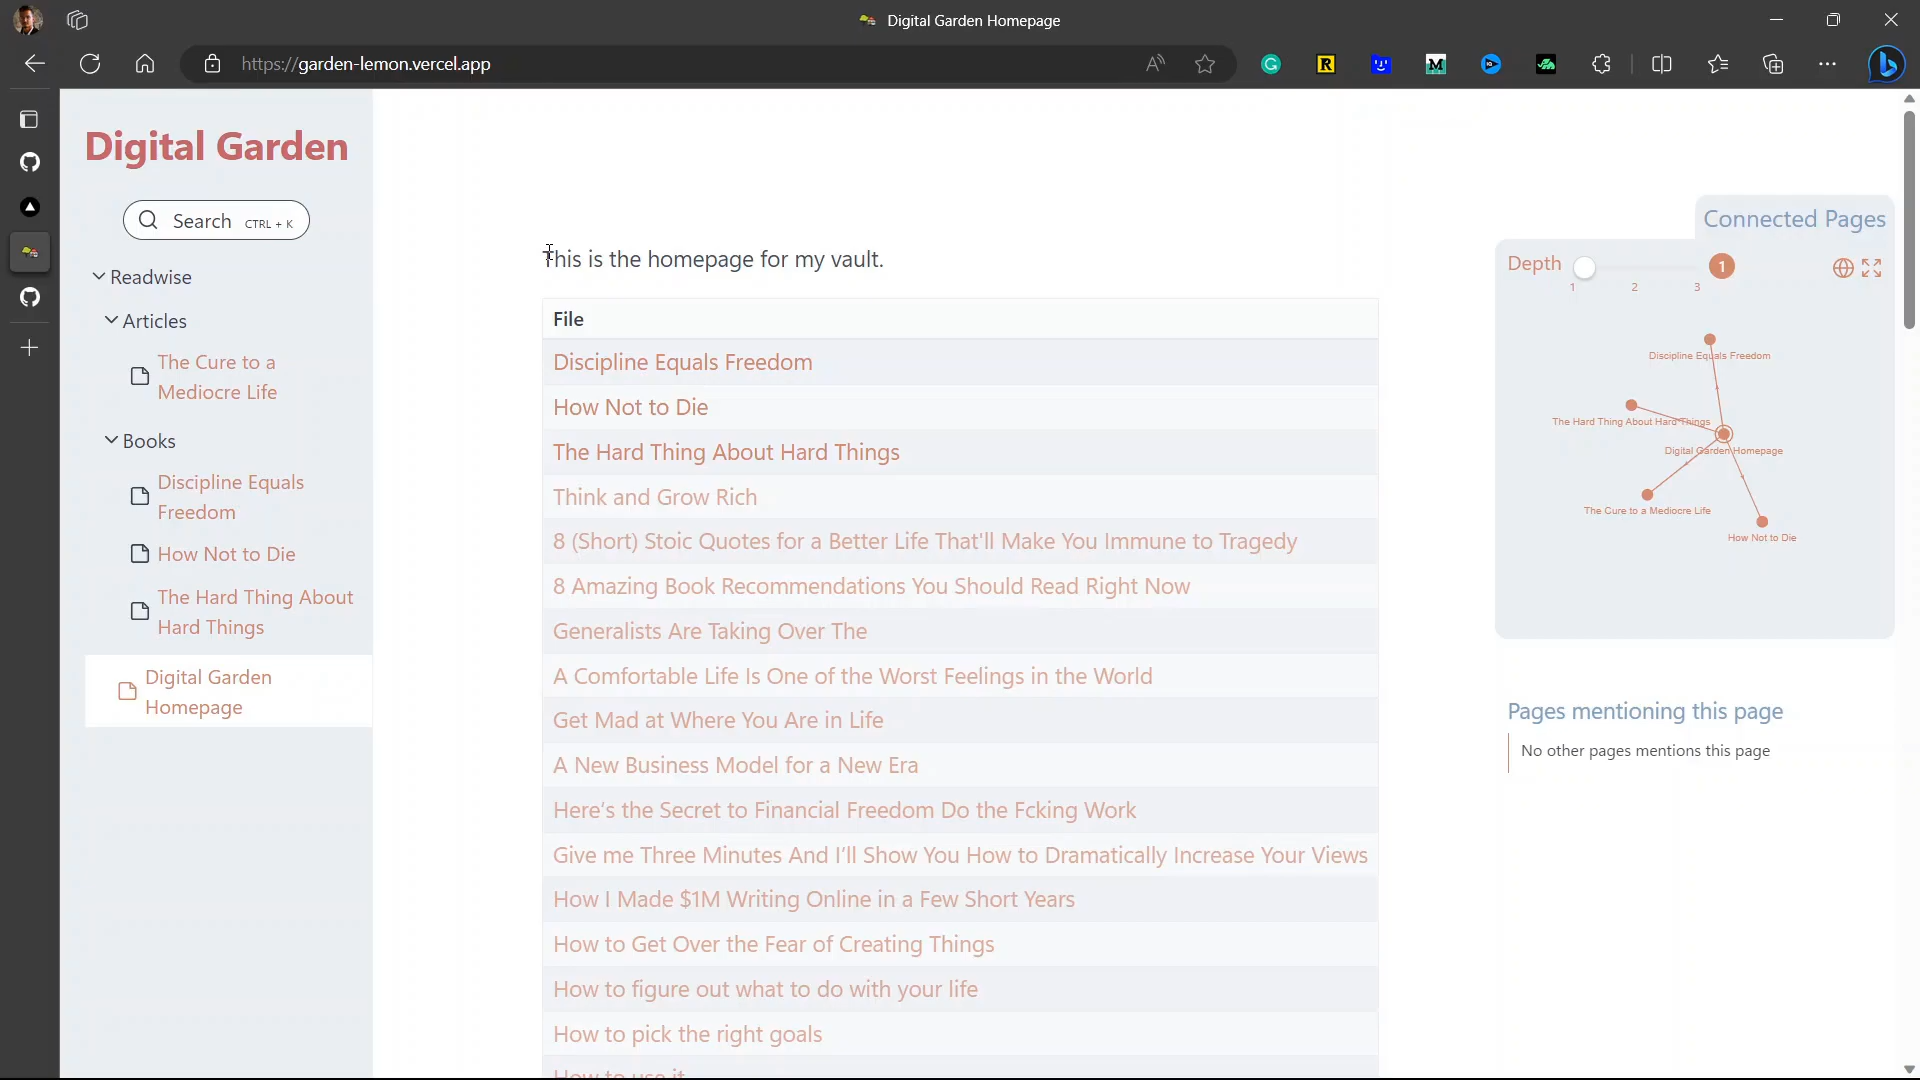 Digital Garden Homepage
https://garden-lemon.vercel.app
Digital Garden
Search CTRL + K
Readwise
Articles
The Cure to a
Mediocre Life
Books
Discipline Equals
Freedom
How Not to Die
The Hard Thing About
Hard Things
Digital Garden
Homepage
This is the homepage for my vault.
File
Discipline Equals Freedom
How Not to Die
The Hard Thing About Hard Things
Think and Grow Rich
8 (Short) Stoic Quotes for a Better Life That'll Make You Immune to Tragedy
8 Amazing Book Recommendations You Should Read Right Now
Generalists Are Taking Over The
A Comfortable Life Is One of the Worst Feelings in the World
Get Mad at Where You Are in Life
A New Business Model for a New Era
Here's the Secret to Financial Freedom Do the Fcking Work
Give me Three Minutes And I'll Show You How to Dramatically Increase Your Views
How I Made $1M Writing Online in a Few Short Years
How to Get Over the Fear of Creating Things
How to figure out what to do with your life
How to pick the right goals
How to use it
Connected Pages
Depth 1
1 2 3
Discipline Equals Freedom
The Hard Thing About Hard Things
Digital Garden Homepage
The Cure to a Mediocre Life
How Not to Die
Pages mentioning this page
No other pages mentions this page